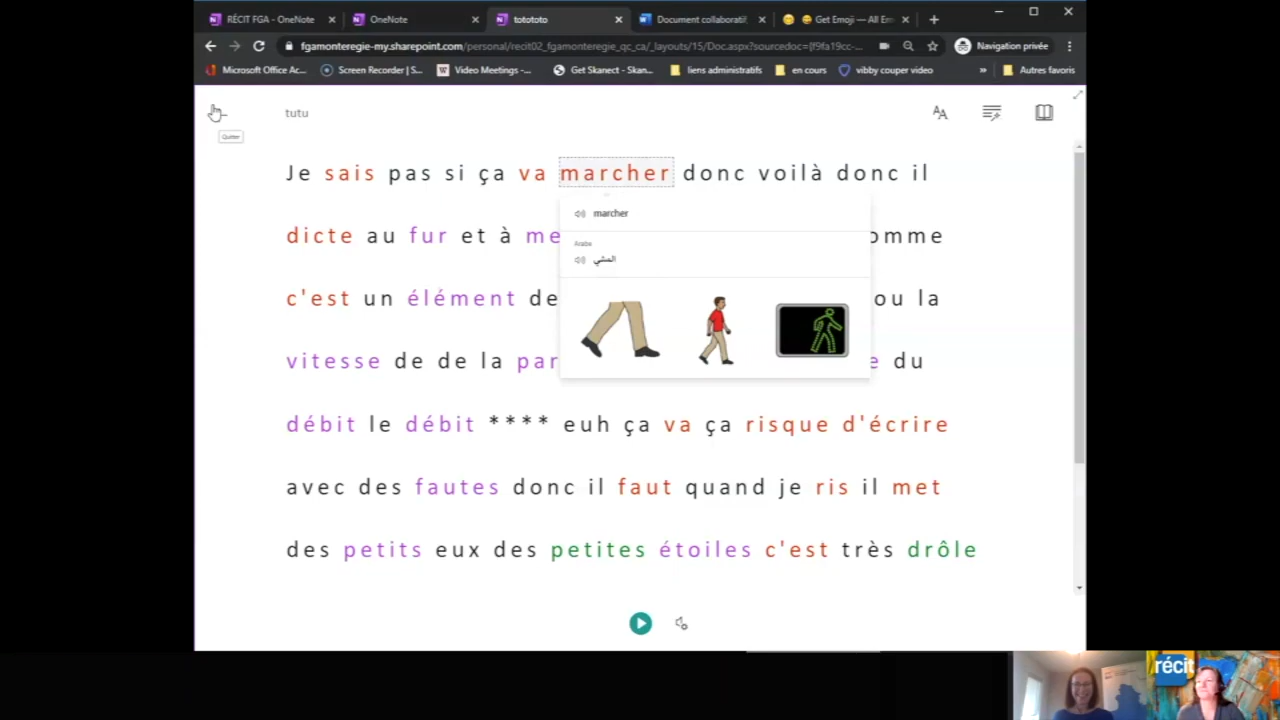 RÉCIT FGA - OneNote
OneNote
totototo
Document collaboratif
Get Emoji — All Em
fgamonteregie-my.sharepoint.com/personal/recit02_fgamonteregie_qc_ca/_layouts/15/Doc.aspx?sourcedoc={f9fa19cc-...
Navigation privée
Microsoft Office Ac...
Screen Recorder | S...
Video Meetings -...
Get Skanect - Skan...
liens administratifs
en cours
vibby couper video
»
Autres favoris
tutu
Quitter
Je sais pas si ça va marcher donc voilà donc il
marcher
dicte au fur et à me omme
Arabe
المشي
c'est un élément de ou la
vitesse de de la par e du
débit le débit **** euh ça va ça risque d'écrire
avec des fautes donc il faut quand je ris il met
des petits eux des petites étoiles c'est très drôle
récit